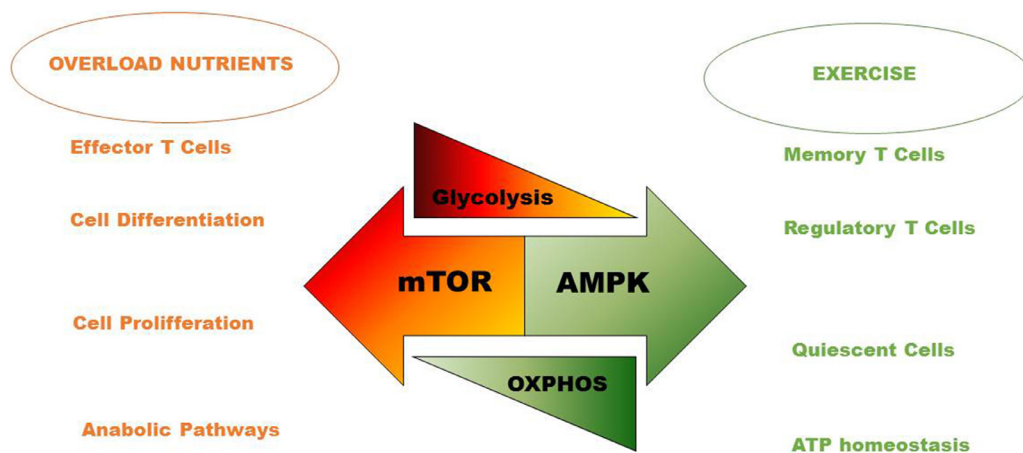 OVERLOAD NUTRIENTS
Effector T Cells
Cell Differentiation
Cell Prolifferation
Anabolic Pathways
Glycolysis
mTOR
AMPK
OXPHOS
EXERCISE
Memory T Cells
Regulatory T Cells
Quiescent Cells
ATP homeostasis